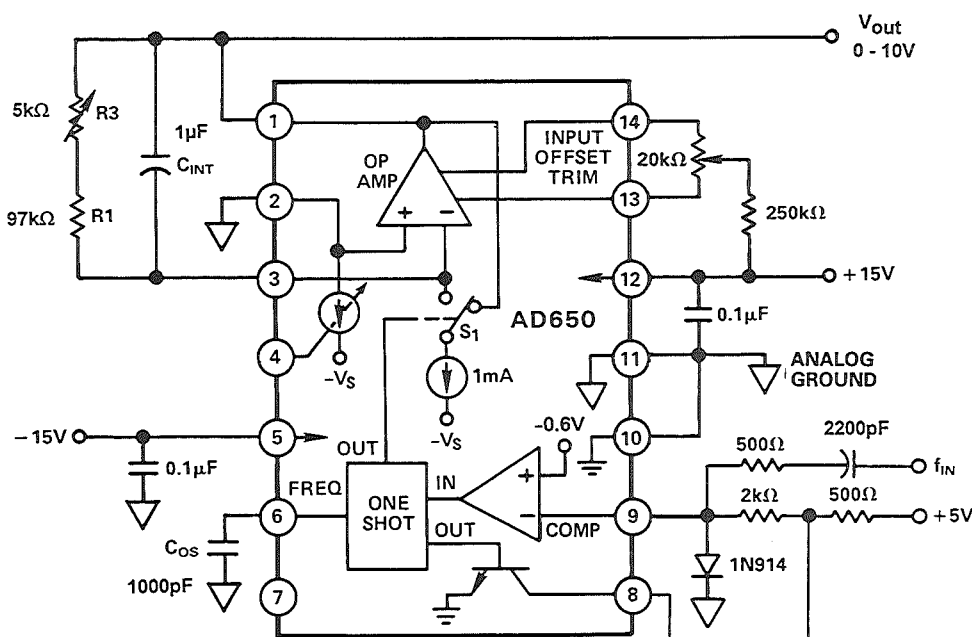 Vout
0 - 10V
5kΩ
R3
1µF
CINT
97kΩ
R1
1
2
3
4
5
6
7
14
13
12
11
10
9
8
OP
AMP
+
−
INPUT
OFFSET
TRIM
20kΩ
250kΩ
+15V
0.1µF
AD650
S1
1mA
-VS
-VS
ANALOG
GROUND
−15V
0.1µF
OUT
-0.6V
FREQ
IN
ONE
SHOT
OUT
+
−
COMP
COS
1000pF
500Ω
2200pF
fIN
2kΩ
500Ω
+5V
1N914